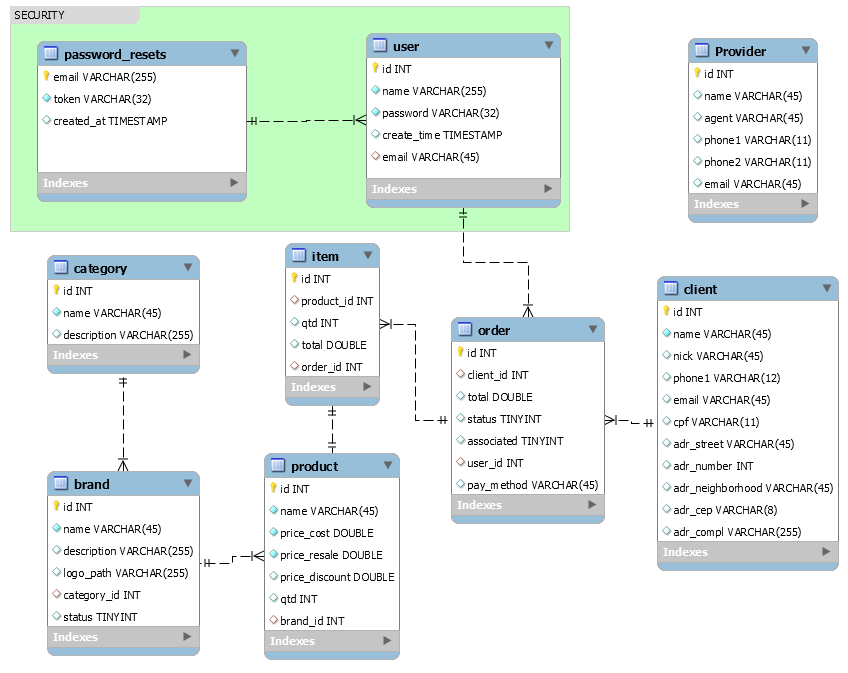 SECURITY
password_resets
email VARCHAR(255)
token VARCHAR(32)
created_at TIMESTAMP
Indexes
user
id INT
name VARCHAR(255)
password VARCHAR(32)
create_time TIMESTAMP
email VARCHAR(45)
Indexes
Provider
id INT
name VARCHAR(45)
agent VARCHAR(45)
phone1 VARCHAR(11)
phone2 VARCHAR(11)
email VARCHAR(45)
Indexes
category
id INT
name VARCHAR(45)
description VARCHAR(255)
Indexes
item
id INT
product_id INT
qtd INT
total DOUBLE
order_id INT
Indexes
order
id INT
client_id INT
total DOUBLE
status TINYINT
associated TINYINT
user_id INT
pay_method VARCHAR(45)
Indexes
client
id INT
name VARCHAR(45)
nick VARCHAR(45)
phone1 VARCHAR(12)
email VARCHAR(45)
cpf VARCHAR(11)
adr_street VARCHAR(45)
adr_number INT
adr_neighborhood VARCHAR(45)
adr_cep VARCHAR(8)
adr_compl VARCHAR(255)
Indexes
brand
id INT
name VARCHAR(45)
description VARCHAR(255)
logo_path VARCHAR(255)
category_id INT
status TINYINT
Indexes
product
id INT
name VARCHAR(45)
price_cost DOUBLE
price_resale DOUBLE
price_discount DOUBLE
qtd INT
brand_id INT
Indexes